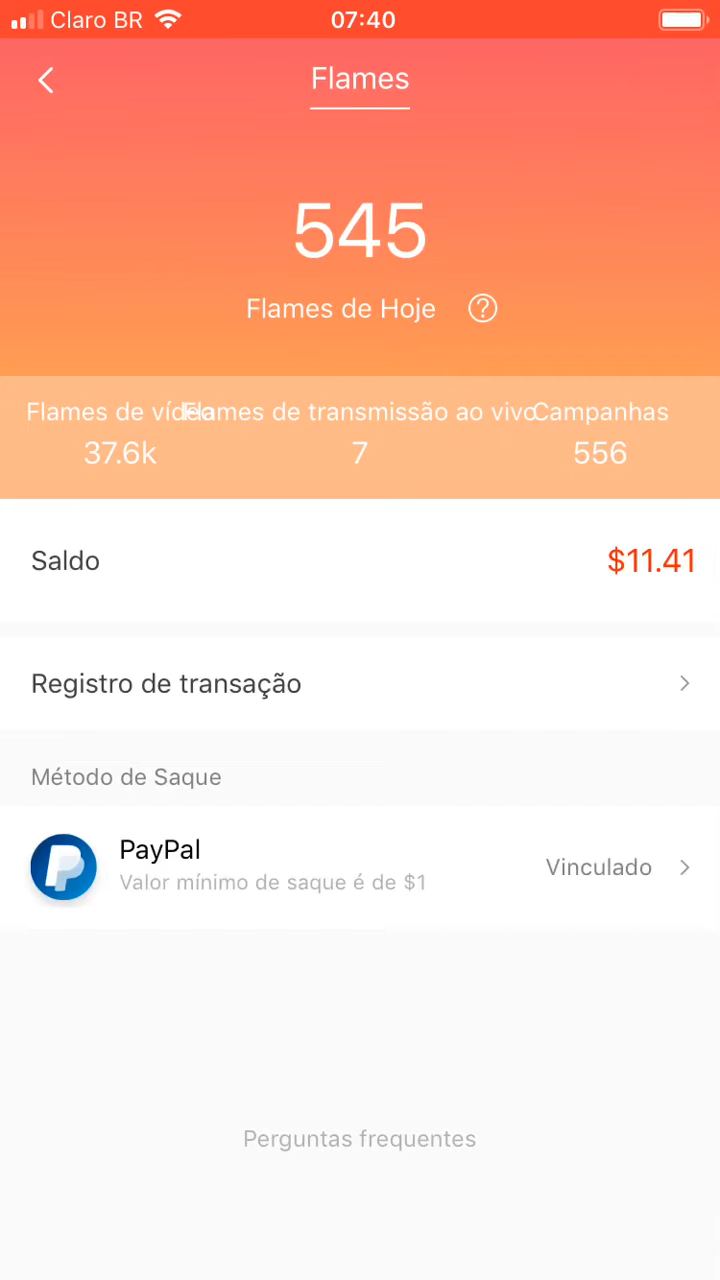 Claro BR 07:40
Flames
545
Flames de Hoje ?
Flames de vídeo Flames de transmissão ao vivo Campanhas
37.6k 7 556
Saldo $11.41
Registro de transação
Método de Saque
PayPal
Valor mínimo de saque é de $1
Vinculado
Perguntas frequentes